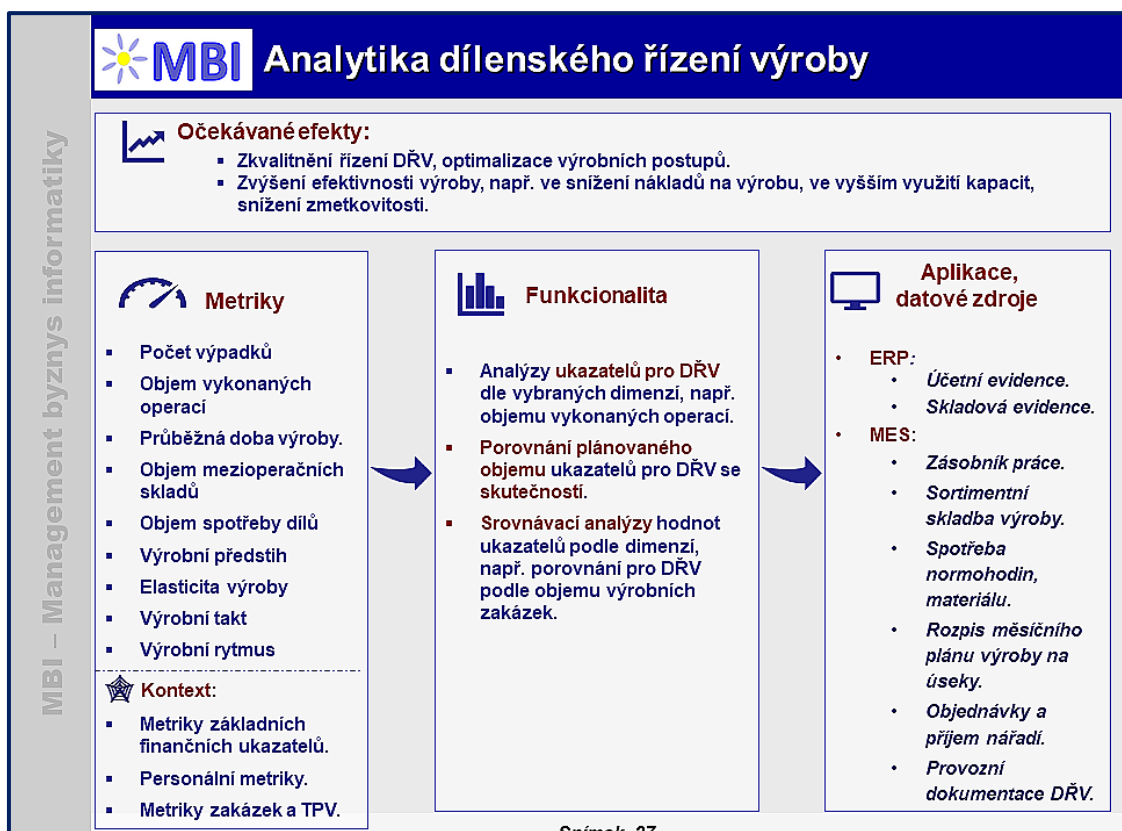 MBI – Management byznys informatiky
MBI
Analytika dílenského řízení výroby
Očekávané efekty:
▪ Zkvalitnění řízení DŘV, optimalizace výrobních postupů.
▪ Zvýšení efektivnosti výroby, např. ve snížení nákladů na výrobu, ve vyšším využití kapacit,
snížení zmetkovitosti.
Metriky
▪ Počet výpadků
▪ Objem vykonaných
operací
▪ Průběžná doba výroby.
▪ Objem mezioperačních
skladů
▪ Objem spotřeby dílů
▪ Výrobní předstih
▪ Elasticita výroby
▪ Výrobní takt
▪ Výrobní rytmus
Kontext:
▪ Metriky základních
finančních ukazatelů.
▪ Personální metriky.
▪ Metriky zakázek a TPV.
Funkcionalita
▪ Analýzy ukazatelů pro DŘV
dle vybraných dimenzí, např.
objemu vykonaných operací.
▪ Porovnání plánovaného
objemu ukazatelů pro DŘV se
skutečností.
▪ Srovnávací analýzy hodnot
ukazatelů podle dimenzí,
např. porovnání pro DŘV
podle objemu výrobních
zakázek.
Aplikace,
datové zdroje
• ERP:
• Účetní evidence.
• Skladová evidence.
• MES:
• Zásobník práce.
• Sortimentní
skladba výroby.
• Spotřeba
normohodin,
materiálu.
• Rozpis měsíčního
plánu výroby na
úseky.
• Objednávky a
příjem nářadí.
• Provozní
dokumentace DŘV.